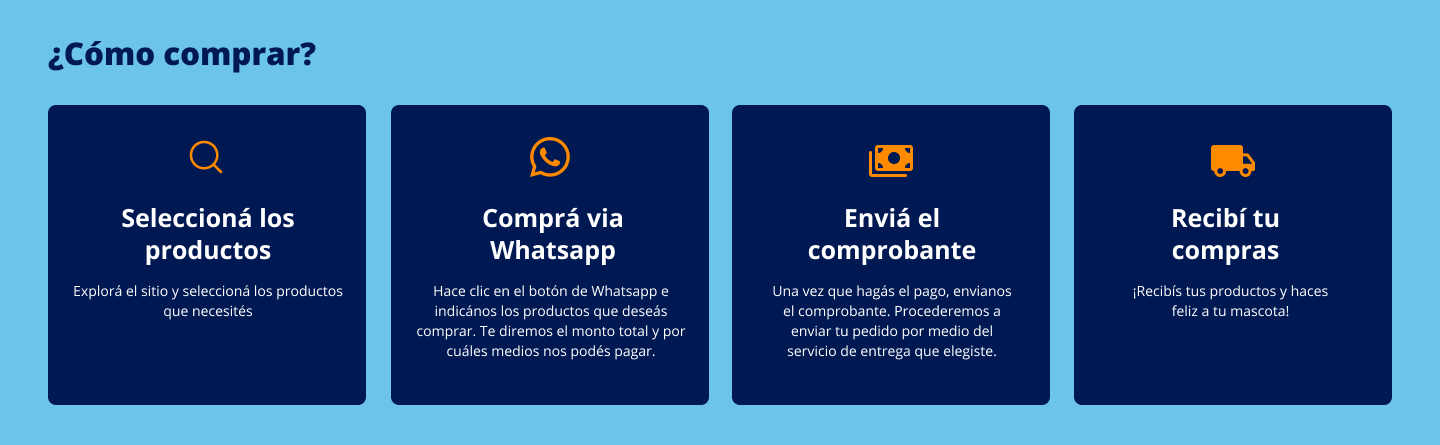 ¿Cómo comprar?
Seleccioná los
productos
Explorá el sitio y seleccioná los productos
que necesités
Comprá via
Whatsapp
Hace clic en el botón de Whatsapp e
indicános los productos que deseás
comprar. Te diremos el monto total y por
cuáles medios nos podés pagar.
Enviá el
comprobante
Una vez que hagás el pago, envianos
el comprobante. Procederemos a
enviar tu pedido por medio del
servicio de entrega que elegiste.
Recibí tu
compras
¡Recibís tus productos y haces
feliz a tu mascota!